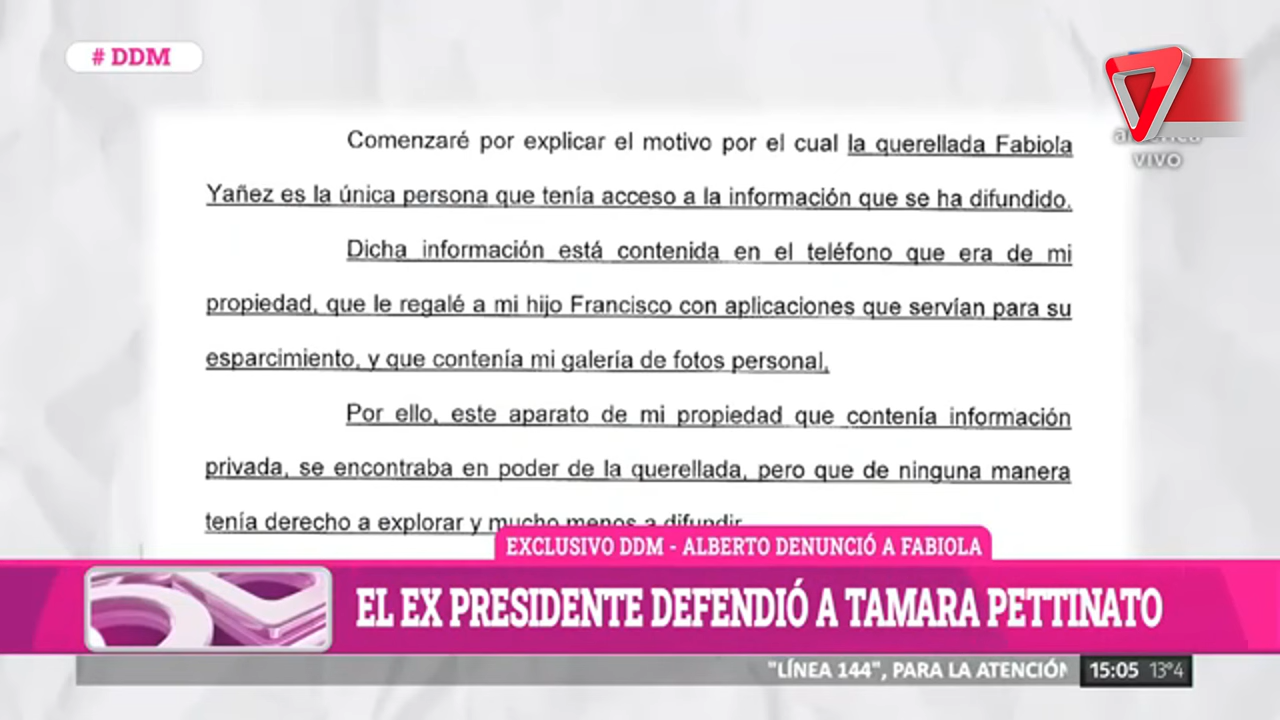 # DDM
VIVO
Comenzaré por explicar el motivo por el cual la querellada Fabiola
Yañez es la única persona que tenía acceso a la información que se ha difundido.
Dicha información está contenida en el teléfono que era de mi
propiedad, que le regalé a mi hijo Francisco con aplicaciones que servían para su
esparcimiento, y que contenía mi galería de fotos personal.
Por ello, este aparato de mi propiedad que contenía información
privada, se encontraba en poder de la querellada, pero que de ninguna manera
tenía derecho a explorar y mucho menos a difundir
EXCLUSIVO DDM - ALBERTO DENUNCIÓ A FABIOLA
EL EX PRESIDENTE DEFENDIÓ A TAMARA PETTINATO
"LÍNEA 144", PARA LA ATENCIÓN
15:05 13°4